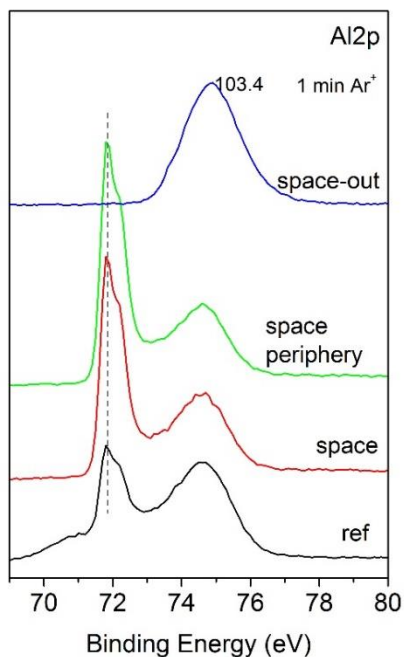 Al2p
103.4 1 min Ar⁺
space-out
space
periphery
space
ref
70 72 74 76 78 80
Binding Energy (eV)